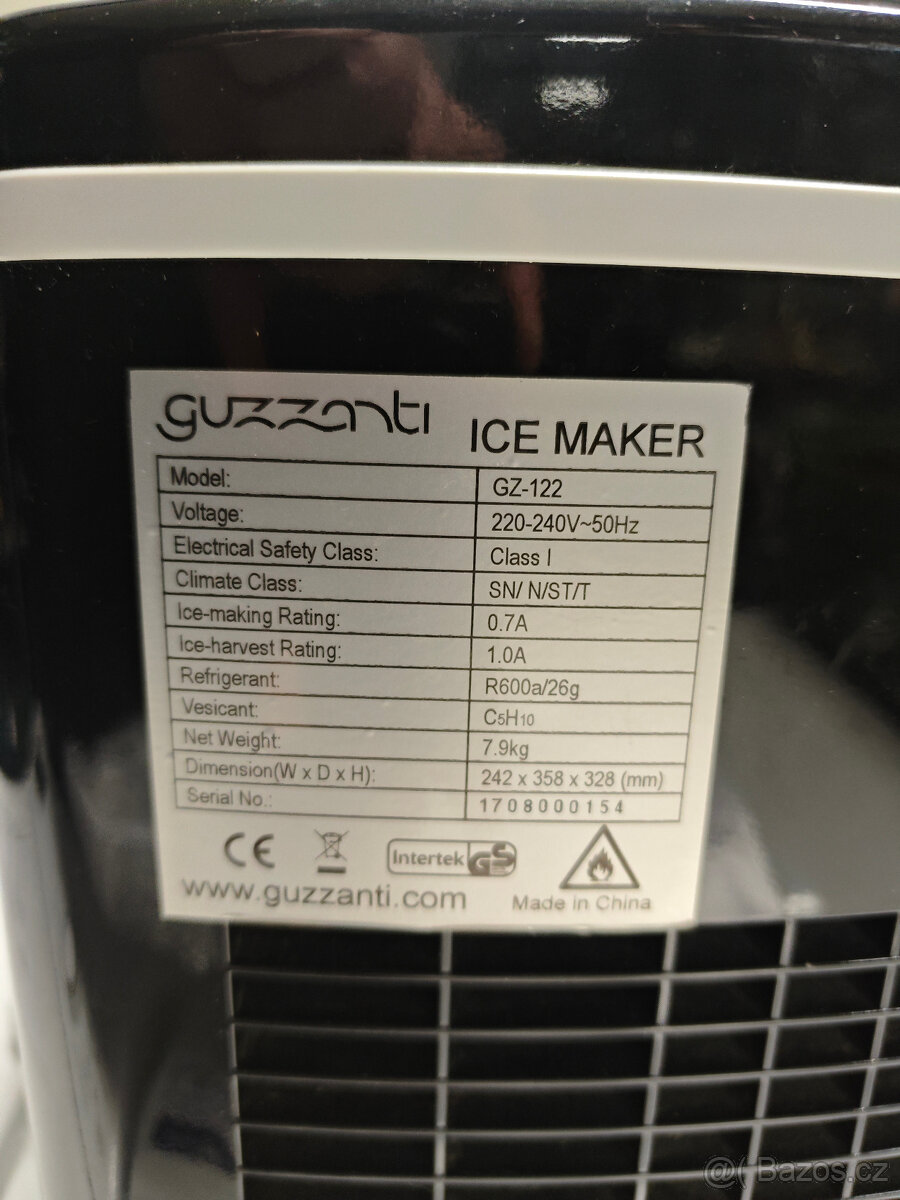 guzzanti ICE MAKER
Model: GZ-122
Voltage: 220-240V~50Hz
Electrical Safety Class: Class I
Climate Class: SN/ N/ST/T
Ice-making Rating: 0.7A
Ice-harvest Rating: 1.0A
Refrigerant: R600a/26g
Vesicant: C5H10
Net Weight: 7.9kg
Dimension(W x D x H): 242 x 358 x 328 (mm)
Serial No.: 1708000154
CE Intertek GS
www.guzzanti.com Made in China
@( Bazos.cz